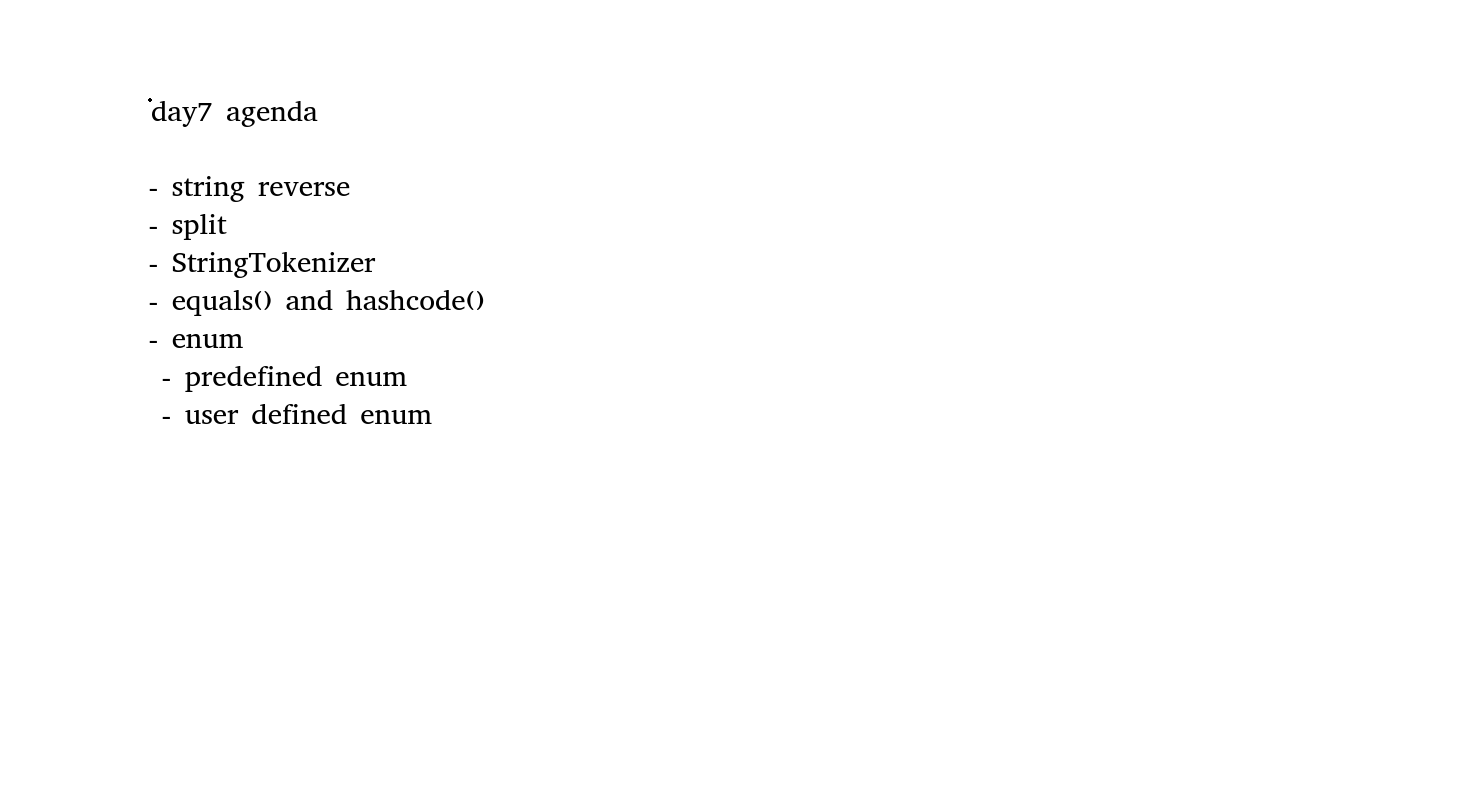 day7 agenda
- string reverse
- split
- StringTokenizer
- equals() and hashcode()
- enum
- predefined enum
- user defined enum